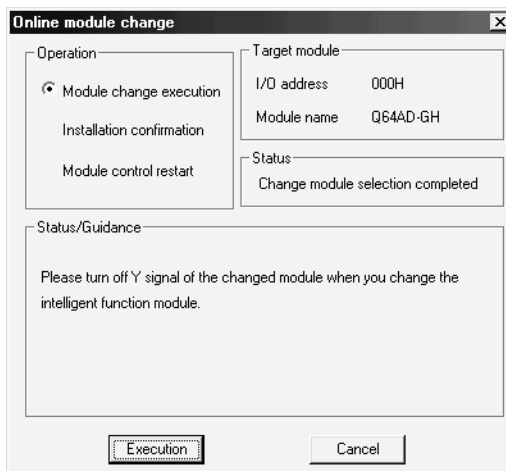 Online module change
Operation
Module change execution
Installation confirmation
Module control restart
Target module
I/O address 000H
Module name Q64AD-GH
Status
Change module selection completed
Status/Guidance
Please turn off Y signal of the changed module when you change the
intelligent function module.
Execution
Cancel